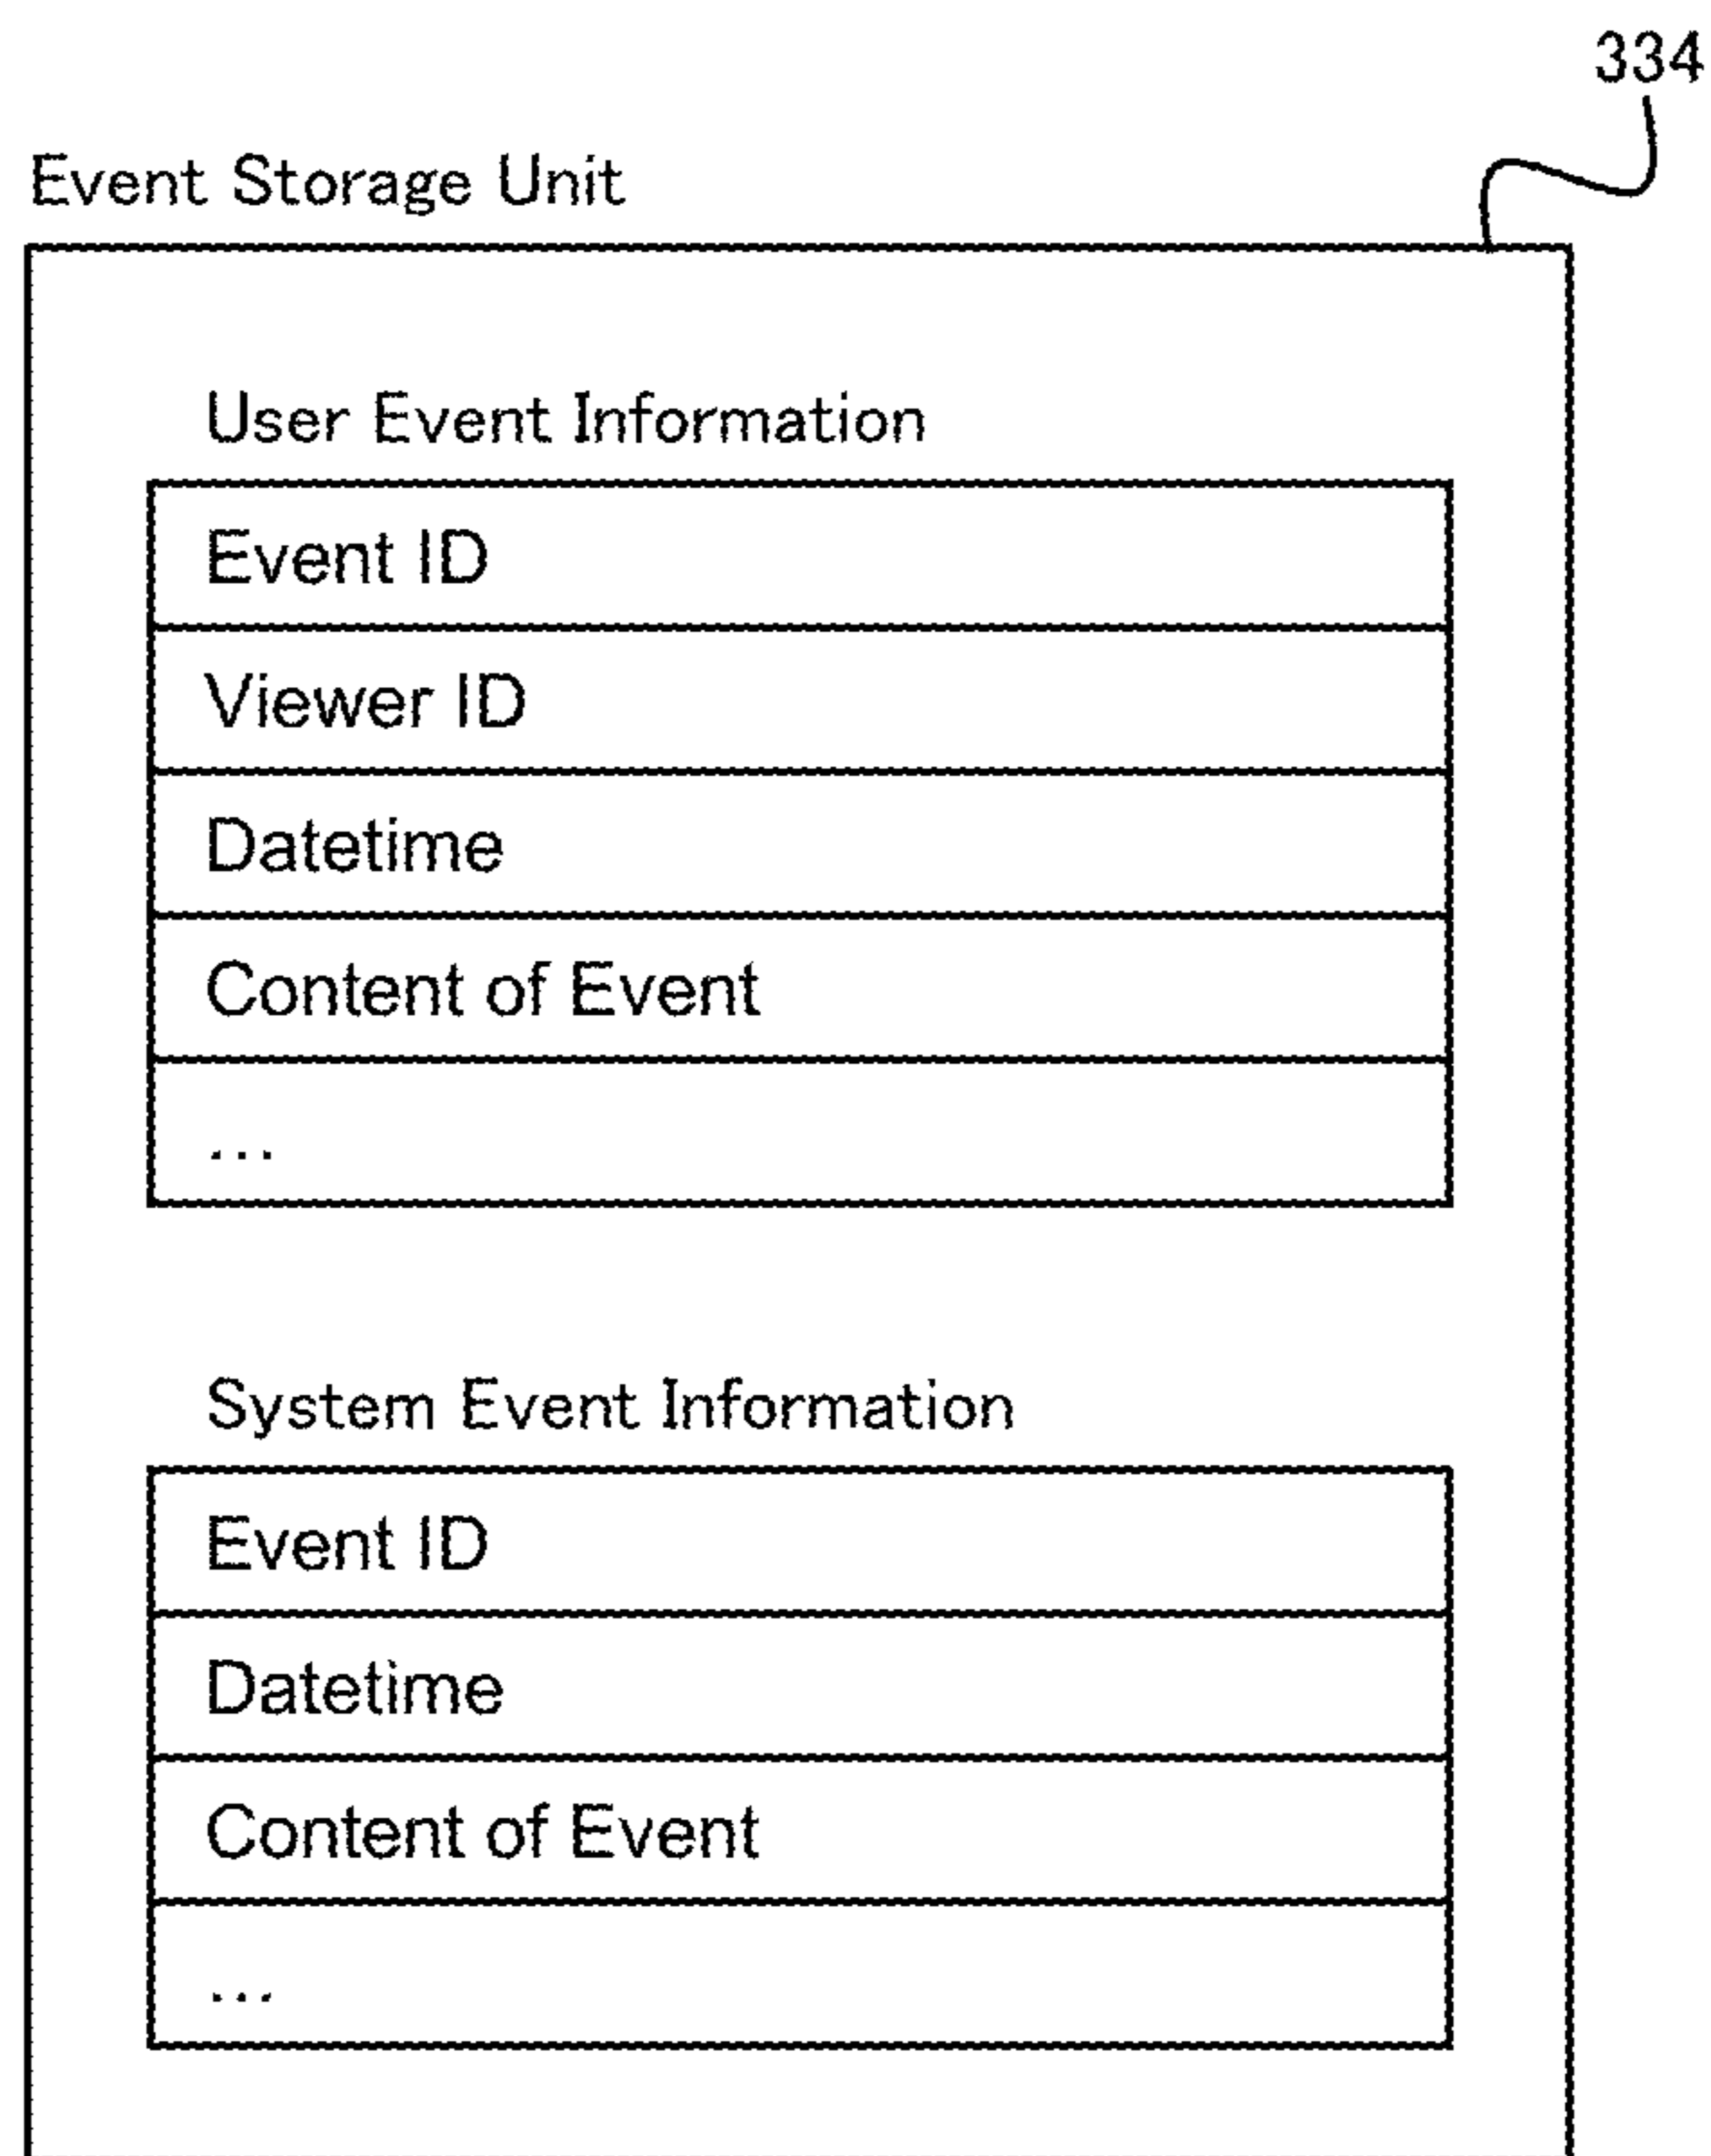 334
Event Storage Unit
User Event Information
Event ID
Viewer ID
Datetime
Content of Event
...
System Event Information
Event ID
Datetime
Content of Event
...